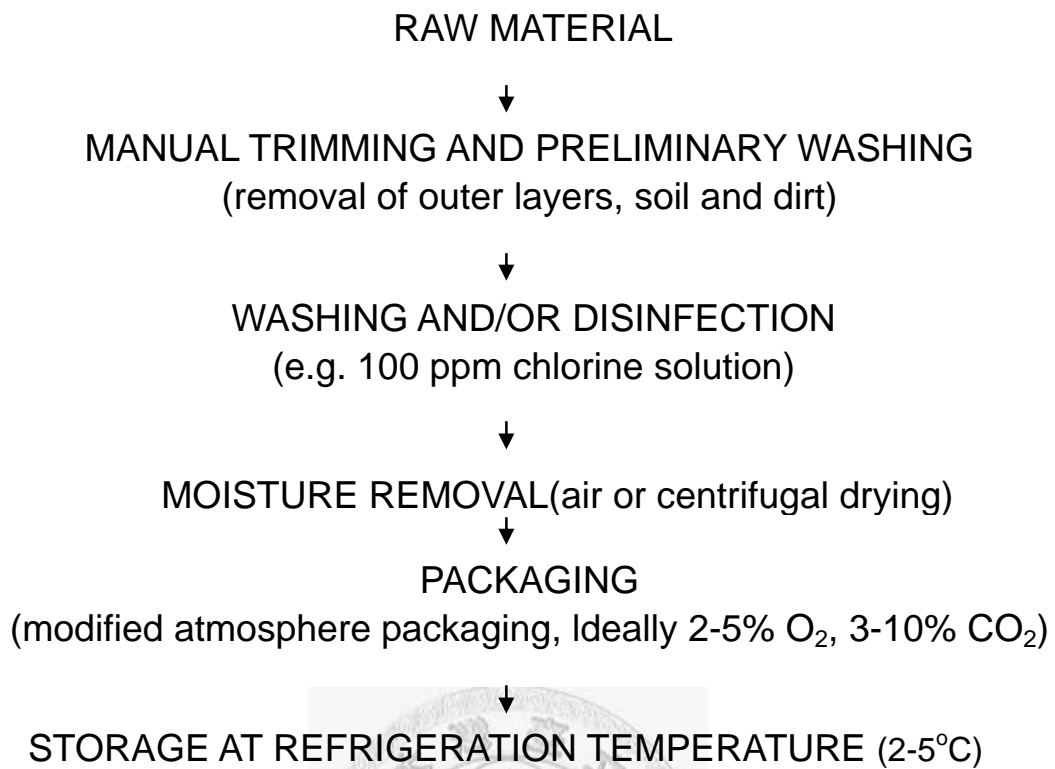 RAW MATERIAL
MANUAL TRIMMING AND PRELIMINARY WASHING
(removal of outer layers, soil and dirt)
WASHING AND/OR DISINFECTION
(e.g. 100 ppm chlorine solution)
MOISTURE REMOVAL(air or centrifugal drying)
PACKAGING
(modified atmosphere packaging, Ideally 2-5% O₂, 3-10% CO₂)
STORAGE AT REFRIGERATION TEMPERATURE (2-5°C)